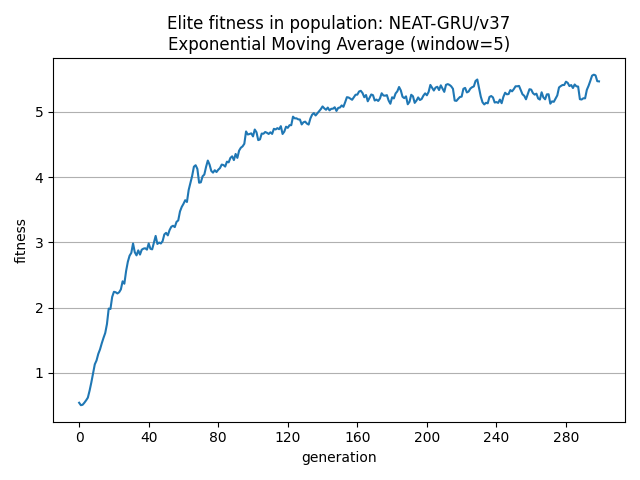 Elite fitness in population: NEAT-GRU/v37
Exponential Moving Average (window=5)
fitness
5
4
3
2
1
0 40 80 120 160 200 240 280
generation